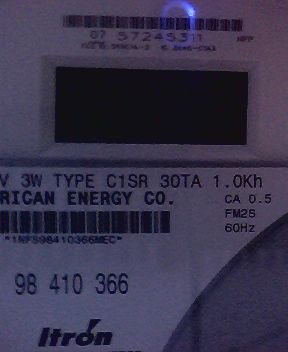 07 57245311
V 3W TYPE C1SR 30TA 1.0Kh
RICAN ENERGY CO.
CA 0.5
FM2S
60Hz
*1NFS98410366MEC*
98 410 366
Itron